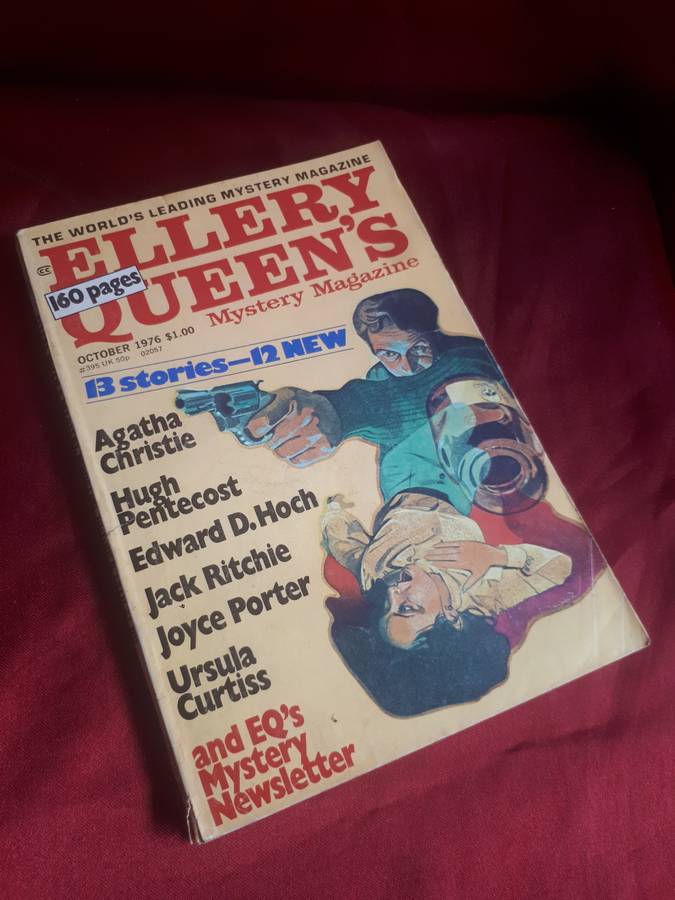 THE WORLD'S LEADING MYSTERY MAGAZINE
ELLERY
QUEEN'S
Mystery Magazine
CC
160 pages
OCTOBER 1976 $1.00
#395 UK 50p 02057
13 stories—12 NEW
Agatha
Christie
Hugh
Pentecost
Edward D. Hoch
Jack Ritchie
Joyce Porter
Ursula
Curtiss
and EQ's
Mystery
Newsletter